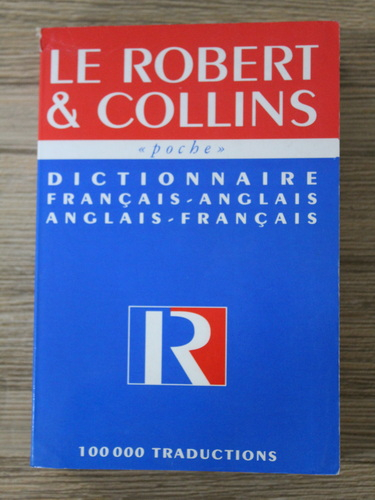 LE ROBERT
& COLLINS
« poche »
DICTIONNAIRE
FRANÇAIS-ANGLAIS
ANGLAIS-FRANÇAIS
R
100 000 TRADUCTIONS